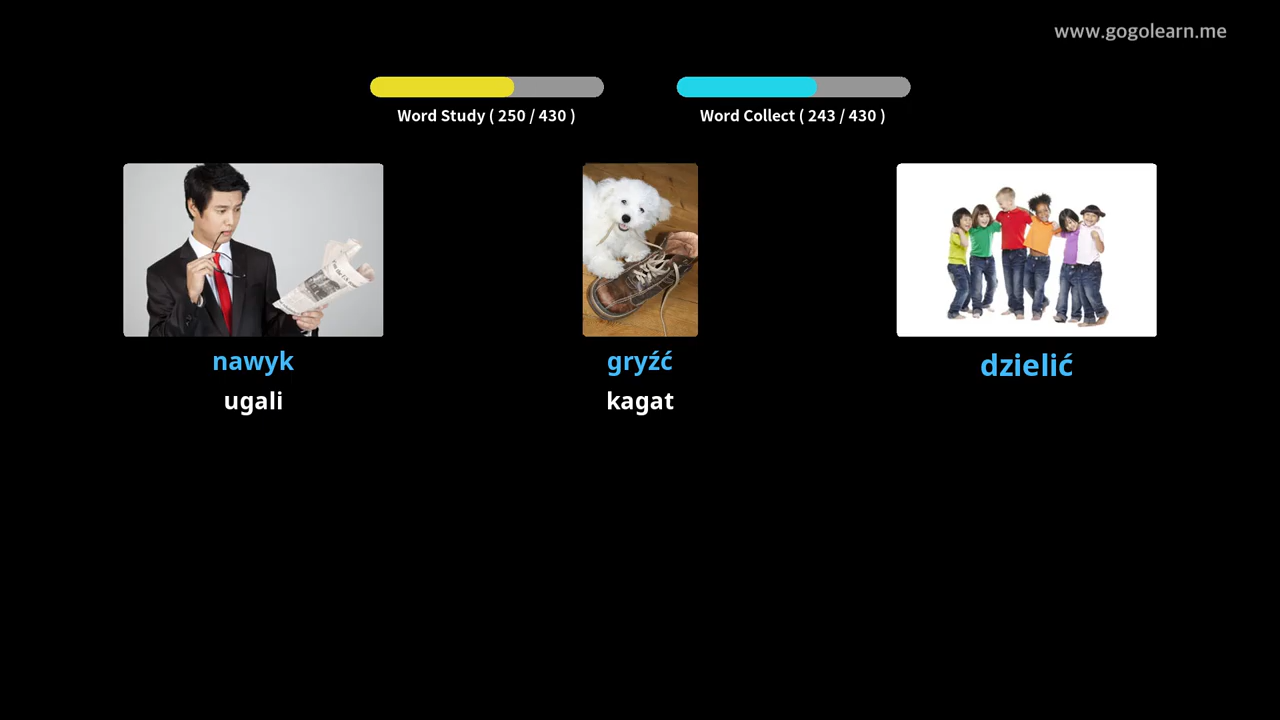 www.gogolearn.me
Word Study ( 250 / 430 )
Word Collect ( 243 / 430 )
nawyk
gryźć
dzielić
ugali
kagat